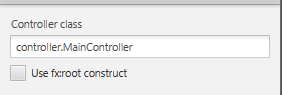 Controller class
controller.MainController
Use fx:root construct